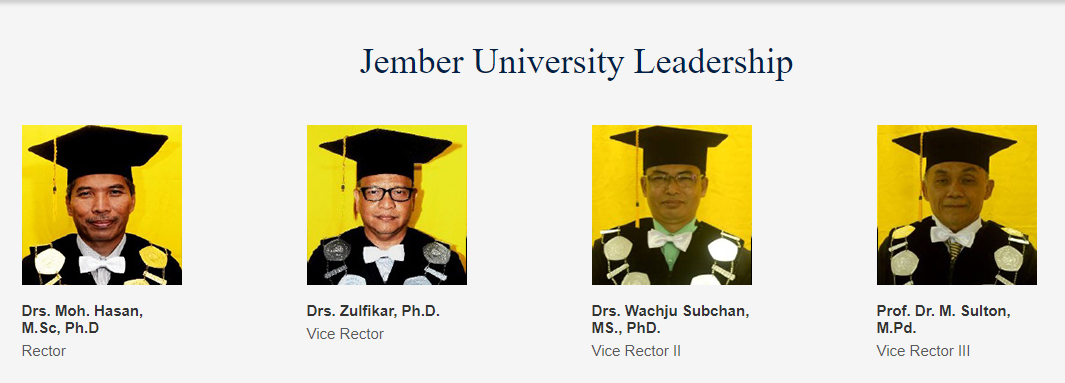 Jember University Leadership
Drs. Moh. Hasan,
M.Sc, Ph.D
Rector
Drs. Zulfikar, Ph.D.
Vice Rector
Drs. Wachju Subchan,
MS., PhD.
Vice Rector II
Prof. Dr. M. Sulton,
M.Pd.
Vice Rector III